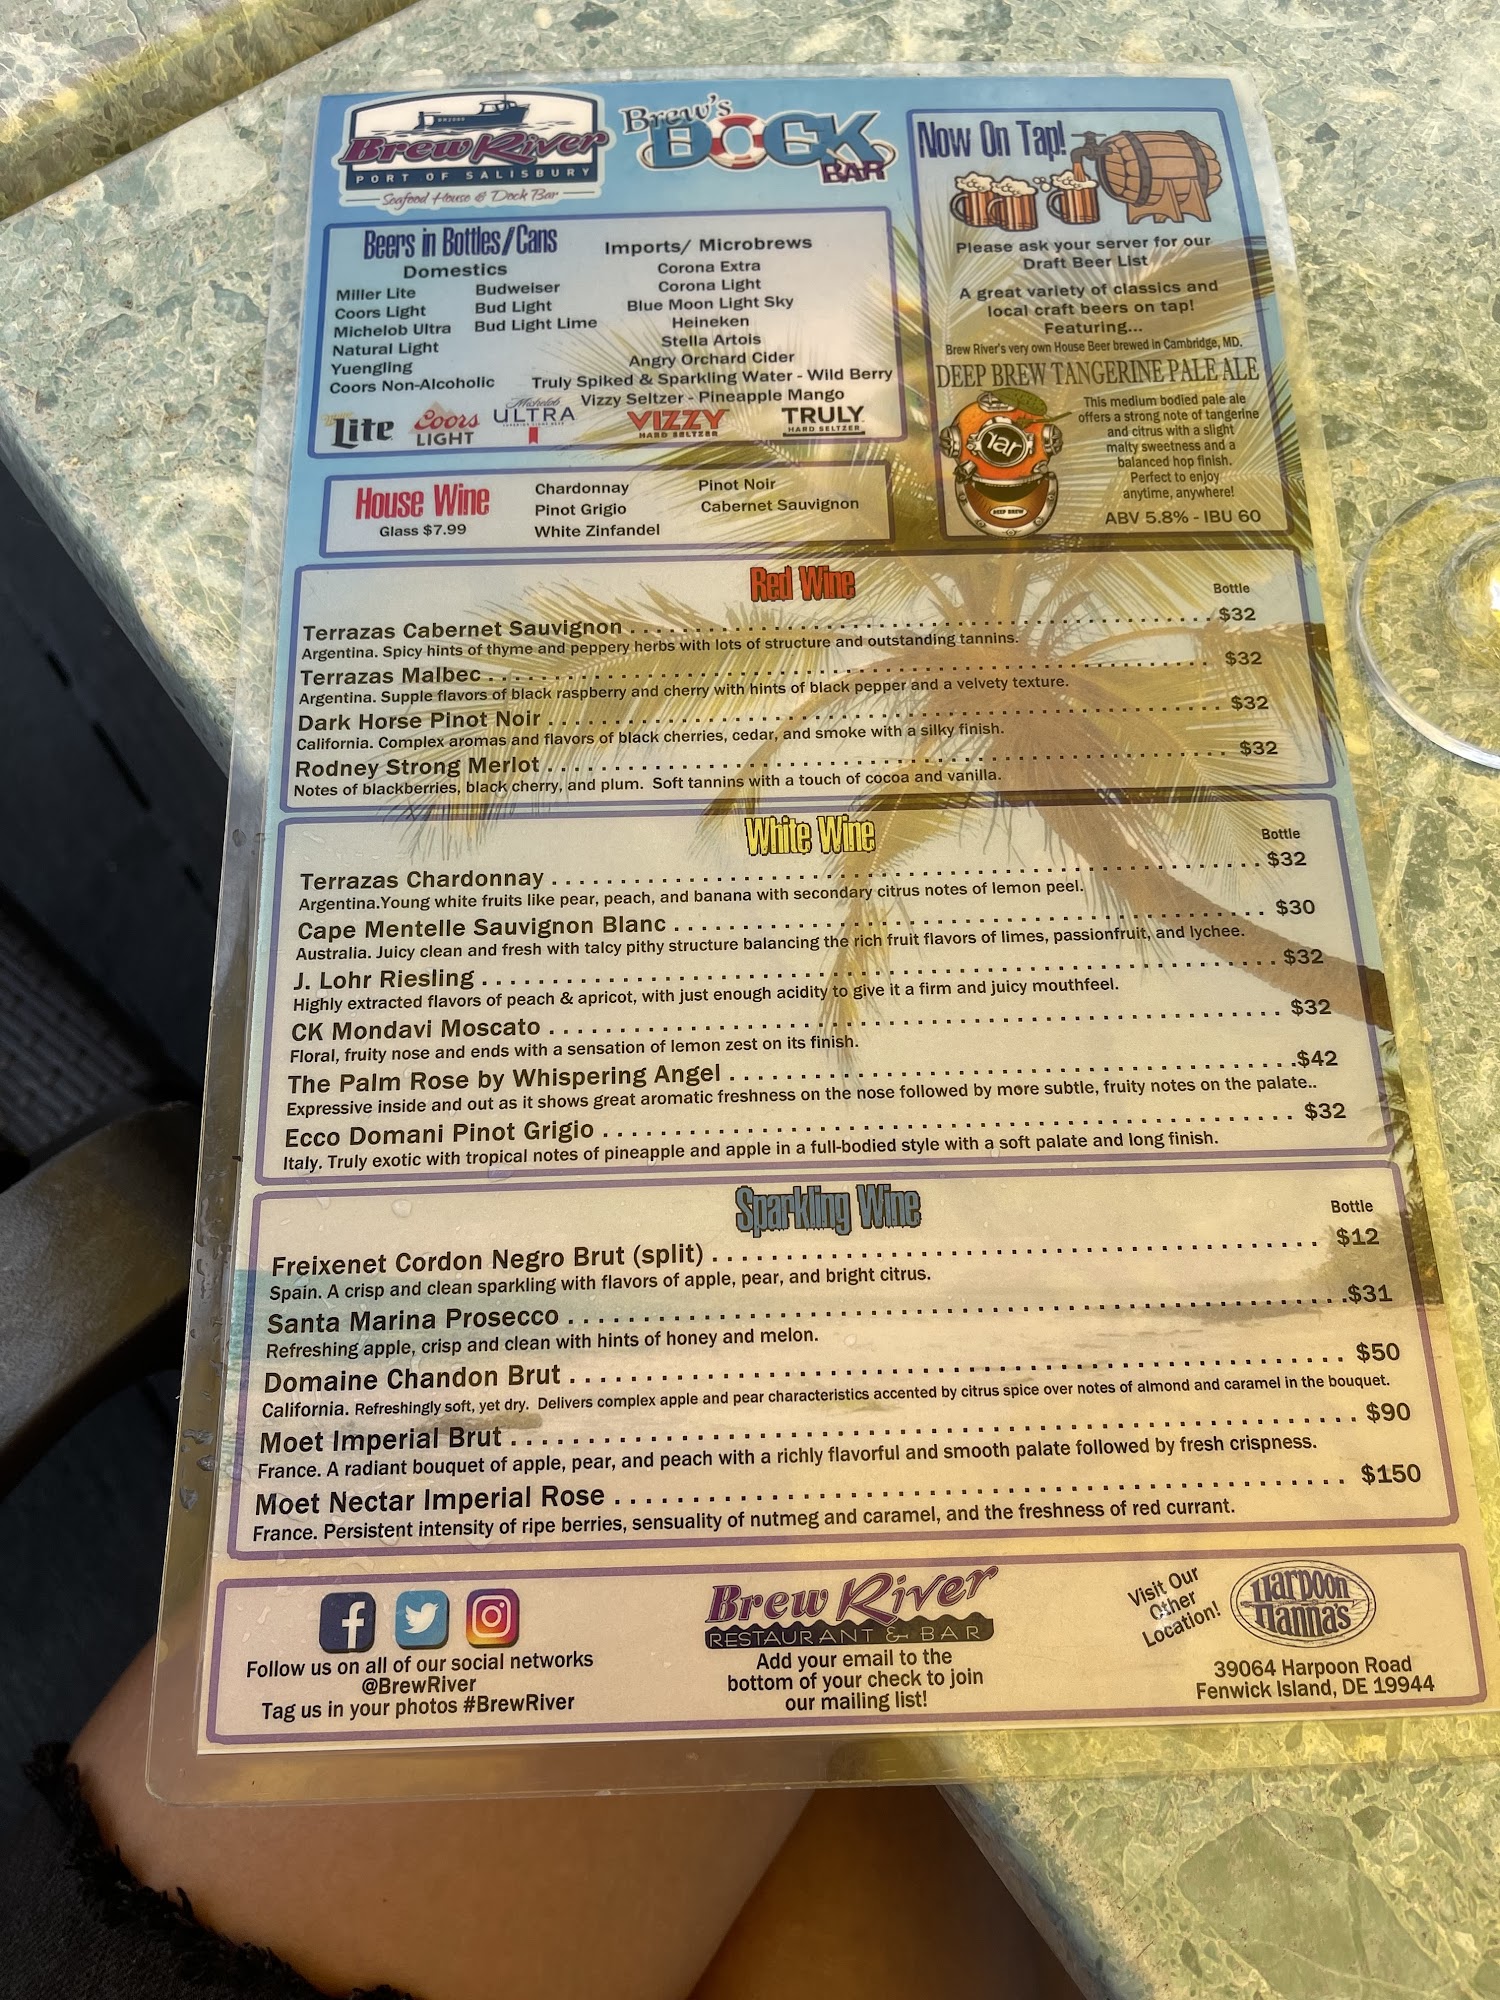 Brew River
PORT OF SALISBURY
Seafood House & Dock Bar
Brew's
DOCK
BAR
Beers in Bottles/Cans
Domestics
Miller Lite
Coors Light
Michelob Ultra
Natural Light
Yuengling
Coors Non-Alcoholic
Budweiser
Bud Light
Bud Light Lime
Imports/ Microbrews
Corona Extra
Corona Light
Blue Moon Light Sky
Heineken
Stella Artois
Angry Orchard Cider
Truly Spiked & Sparkling Water - Wild Berry
Vizzy Seltzer - Pineapple Mango
Lite
Coors
LIGHT
Michelob
ULTRA
VIZZY
HARD SELTZER
TRULY
HARD SELTZER
Now On Tap!
Please ask your server for our
Draft Beer List
A great variety of classics and
local craft beers on tap!
Featuring...
Brew River's very own House Beer brewed in Cambridge, MD.
DEEP BREW TANGERINE PALE ALE
This medium bodied pale ale
offers a strong note of tangerine
and citrus with a slight
malty sweetness and a
balanced hop finish.
Perfect to enjoy
anytime, anywhere!
ABV 5.8% - IBU 60
DEEP BREW
House Wine
Glass $7.99
Chardonnay
Pinot Grigio
White Zinfandel
Pinot Noir
Cabernet Sauvignon
Red Wine
Bottle
Terrazas Cabernet Sauvignon $32
Argentina. Spicy hints of thyme and peppery herbs with lots of structure and outstanding tannins.
Terrazas Malbec $32
Argentina. Supple flavors of black raspberry and cherry with hints of black pepper and a velvety texture.
Dark Horse Pinot Noir $32
California. Complex aromas and flavors of black cherries, cedar, and smoke with a silky finish.
Rodney Strong Merlot $32
Notes of blackberries, black cherry, and plum. Soft tannins with a touch of cocoa and vanilla.
White Wine
Bottle
Terrazas Chardonnay $32
Argentina.Young white fruits like pear, peach, and banana with secondary citrus notes of lemon peel.
Cape Mentelle Sauvignon Blanc $30
Australia. Juicy clean and fresh with talcy pithy structure balancing the rich fruit flavors of limes, passionfruit, and lychee.
J. Lohr Riesling $32
Highly extracted flavors of peach & apricot, with just enough acidity to give it a firm and juicy mouthfeel.
CK Mondavi Moscato $32
Floral, fruity nose and ends with a sensation of lemon zest on its finish.
The Palm Rose by Whispering Angel $42
Expressive inside and out as it shows great aromatic freshness on the nose followed by more subtle, fruity notes on the palate..
Ecco Domani Pinot Grigio $32
Italy. Truly exotic with tropical notes of pineapple and apple in a full-bodied style with a soft palate and long finish.
Sparkling Wine
Bottle
Freixenet Cordon Negro Brut (split) $12
Spain. A crisp and clean sparkling with flavors of apple, pear, and bright citrus.
Santa Marina Prosecco $31
Refreshing apple, crisp and clean with hints of honey and melon.
Domaine Chandon Brut $50
California. Refreshingly soft, yet dry. Delivers complex apple and pear characteristics accented by citrus spice over notes of almond and caramel in the bouquet.
Moet Imperial Brut $90
France. A radiant bouquet of apple, pear, and peach with a richly flavorful and smooth palate followed by fresh crispness.
Moet Nectar Imperial Rose $150
France. Persistent intensity of ripe berries, sensuality of nutmeg and caramel, and the freshness of red currant.
Follow us on all of our social networks
@BrewRiver
Tag us in your photos #BrewRiver
Brew River
RESTAURANT & BAR
Add your email to the
bottom of your check to join
our mailing list!
Visit Our
Other
Location!
Harpoon
Hanna's
39064 Harpoon Road
Fenwick Island, DE 19944